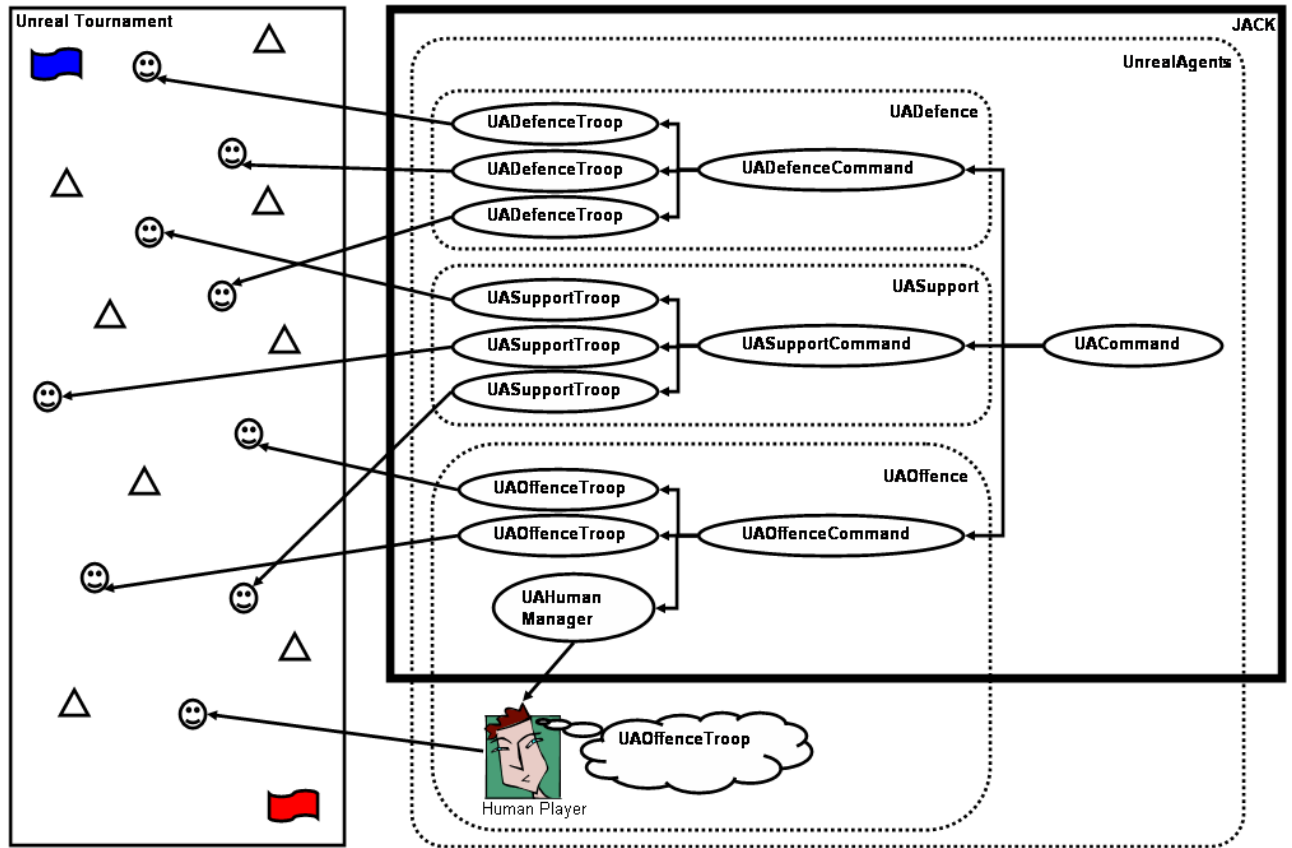 Unreal Tournament
JACK
UnrealAgents
UADefence
UADefenceTroop
UADefenceTroop
UADefenceCommand
UADefenceTroop
UASupport
UASupportTroop
UASupportTroop
UASupportCommand
UACommand
UASupportTroop
UAOffence
UAOffenceTroop
UAOffenceTroop
UAOffenceCommand
UAHuman
Manager
UAOffenceTroop
Human Player